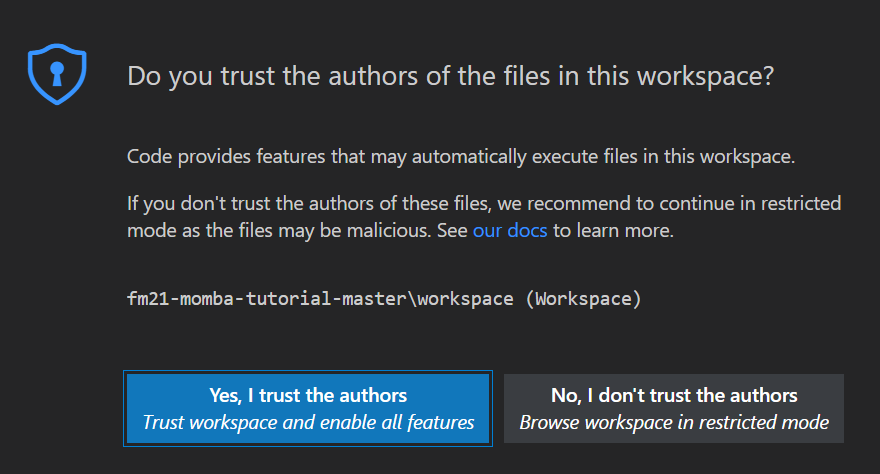 Do you trust the authors of the files in this workspace?
Code provides features that may automatically execute files in this workspace.
If you don't trust the authors of these files, we recommend to continue in restricted
mode as the files may be malicious. See our docs to learn more.
fm21-momba-tutorial-master\workspace (Workspace)
Yes, I trust the authors
Trust workspace and enable all features
No, I don't trust the authors
Browse workspace in restricted mode